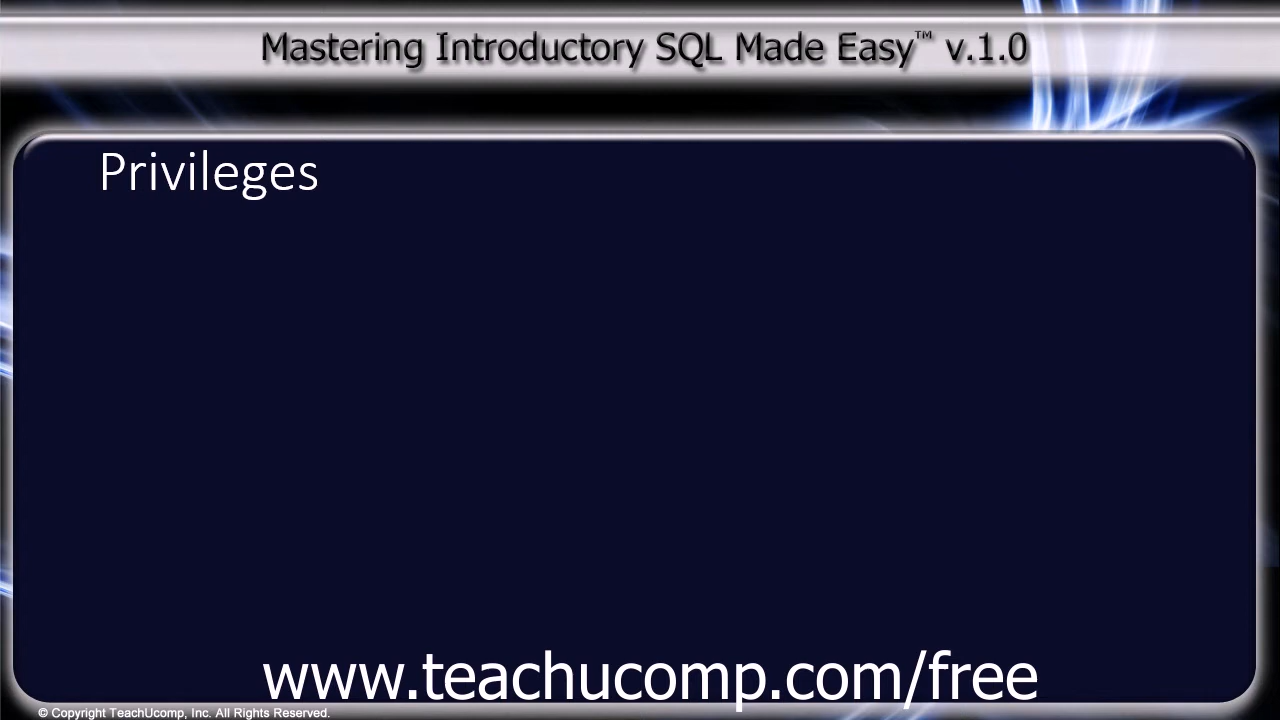 Mastering Introductory SQL Made Easy™ v.1.0
Privileges
www.teachucomp.com/free
© Copyright TeachUcomp, Inc. All Rights Reserved.